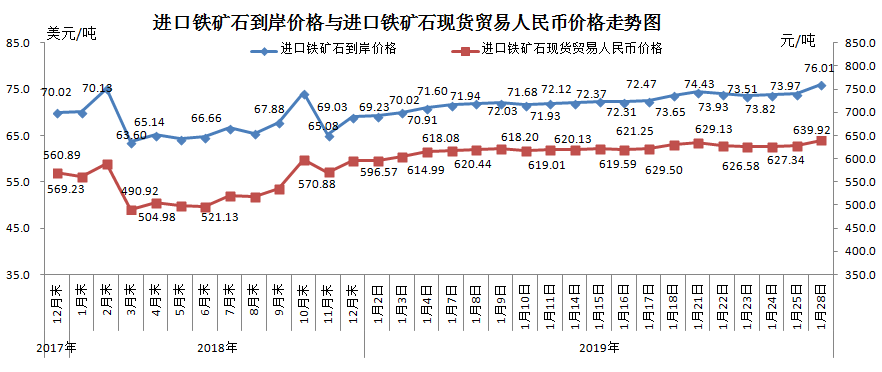 进口铁矿石到岸价格与进口铁矿石现货贸易人民币价格走势图
美元/吨
元/吨
进口铁矿石到岸价格 进口铁矿石现货贸易人民币价格
85.0
75.0
65.0
55.0
45.0
35.0
850.0
800.0
750.0
700.0
650.0
600.0
550.0
500.0
450.0
400.0
350.0
70.02
70.13
63.60
65.14
66.66
67.88
65.08
69.03
69.23
70.02
70.91
71.60
71.94
72.03
71.68
71.93
72.12
72.37
72.31
72.47
73.65
74.43
73.93
73.51
73.82
73.97
76.01
560.89
569.23
490.92
504.98
521.13
570.88
596.57
614.99
618.08
620.44
618.20
619.01
620.13
619.59
621.25
629.50
629.13
626.58
627.34
639.92
12月末
1月末
2月末
3月末
4月末
5月末
6月末
7月末
8月末
9月末
10月末
11月末
12月末
1月2日
1月3日
1月4日
1月7日
1月8日
1月9日
1月10日
1月11日
1月14日
1月15日
1月16日
1月17日
1月18日
1月21日
1月22日
1月23日
1月24日
1月25日
1月28日
2017年 2018年 2019年